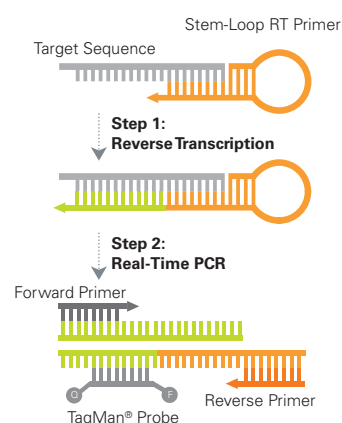 Stem-Loop RT Primer
Target Sequence
Step 1:
Reverse Transcription
Step 2:
Real-Time PCR
Forward Primer
Q
F
Reverse Primer
TaqMan® Probe